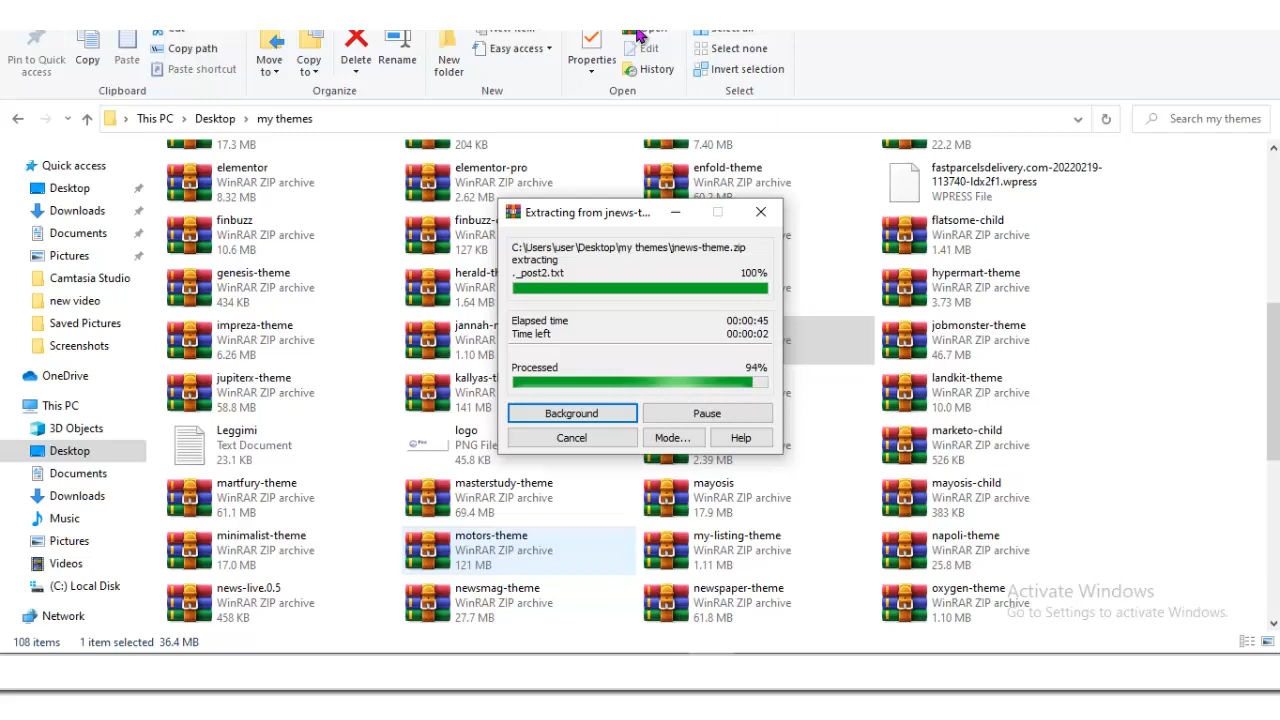 Cut
Open
Select all
New item
Pin to Quick access
Copy
Paste
Copy path
Paste shortcut
Move to
Copy to
Delete
Rename
New folder
Easy access
Properties
Edit
History
Select none
Invert selection
Clipboard
Organize
New
Open
Select
This PC > Desktop > my themes
Search my themes
Quick access
Desktop
Downloads
Documents
Pictures
Camtasia Studio
new video
Saved Pictures
Screenshots
OneDrive
This PC
3D Objects
Desktop
Documents
Downloads
Music
Pictures
Videos
(C:) Local Disk
Network
17.3 MB
204 KB
7.40 MB
22.2 MB
elementor
WinRAR ZIP archive
8.32 MB
elementor-pro
WinRAR ZIP archive
2.62 MB
enfold-theme
WinRAR ZIP archive
fastparcelsdelivery.com-20220219-
113740-ldx2f1.wpress
WPRESS File
finbuzz
WinRAR ZIP archive
10.6 MB
WinRAR ZIP
127 KB
flatsome-child
WinRAR ZIP archive
1.41 MB
genesis-theme
WinRAR ZIP archive
434 KB
WinRAR ZIP
1.64 MB
hypermart-theme
WinRAR ZIP archive
3.73 MB
impreza-theme
WinRAR ZIP archive
6.26 MB
WinRAR ZIP
1.10 MB
jobmonster-theme
WinRAR ZIP archive
46.7 MB
jupiterx-theme
WinRAR ZIP archive
58.8 MB
WinRAR ZIP
141 MB
landkit-theme
WinRAR ZIP archive
10.0 MB
Leggimi
Text Document
23.1 KB
logo
PNG File
45.8 KB
2.39 MB
marketo-child
WinRAR ZIP archive
526 KB
martfury-theme
WinRAR ZIP archive
61.1 MB
masterstudy-theme
WinRAR ZIP archive
69.4 MB
mayosis
WinRAR ZIP archive
17.9 MB
mayosis-child
WinRAR ZIP archive
383 KB
minimalist-theme
WinRAR ZIP archive
17.0 MB
motors-theme
WinRAR ZIP archive
121 MB
my-listing-theme
WinRAR ZIP archive
1.11 MB
napoli-theme
WinRAR ZIP archive
25.8 MB
news-live.0.5
WinRAR ZIP archive
458 KB
newsmag-theme
WinRAR ZIP archive
27.7 MB
newspaper-theme
WinRAR ZIP archive
61.8 MB
oxygen-theme
WinRAR ZIP archive
1.10 MB
Extracting from jnews-t...
C:\Users\user\Desktop\my themes\jnews-theme.zip
extracting
._post2.txt 100%
Elapsed time 00:00:45
Time left 00:00:02
Processed 94%
Background
Pause
Cancel
Mode...
Help
Activate Windows
Go to Settings to activate Windows.
108 items 1 item selected 36.4 MB